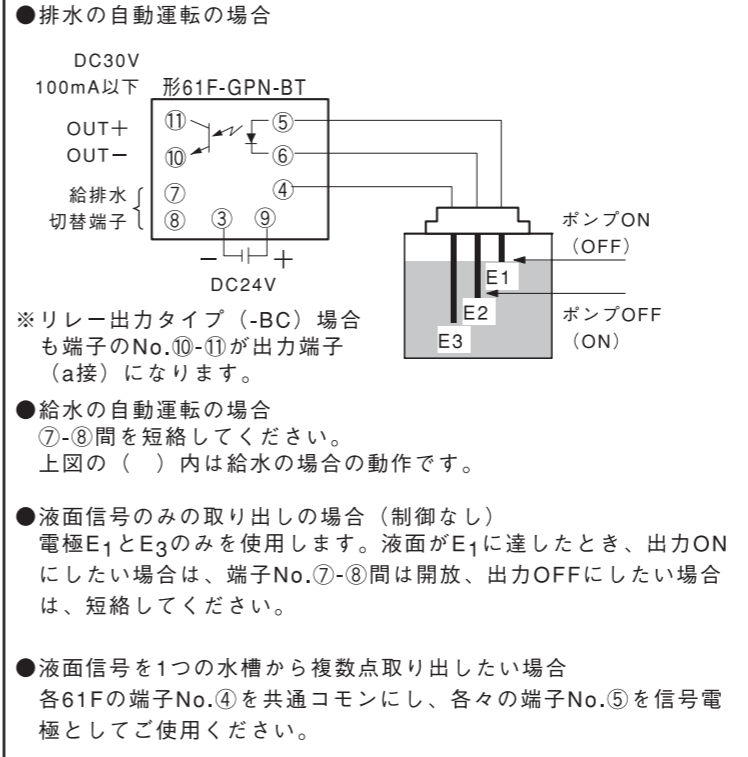 ●排水の自動運転の場合
DC30V
100mA以下 形61F-GPN-BT
OUT+
OUT−
⑪
⑩
⑤
⑥
給排水
切替端子
⑦
⑧
④
③ ⑨
− +
DC24V
ポンプON
（OFF）
E1
E2
E3
ポンプOFF
（ON）
※リレー出力タイプ（-BC）場合
も端子のNo.⑩-⑪が出力端子
（a接）になります。
●給水の自動運転の場合
⑦-⑧間を短絡してください。
上図の（　）内は給水の場合の動作です。
●液面信号のみの取り出しの場合（制御なし）
電極E1とE3のみを使用します。液面がE1に達したとき、出力ON
にしたい場合は、端子No.⑦-⑧間は開放、出力OFFにしたい場合
は、短絡してください。
●液面信号を1つの水槽から複数点取り出したい場合
各61Fの端子No.④を共通コモンにし、各々の端子No.⑤を信号電
極としてご使用ください。